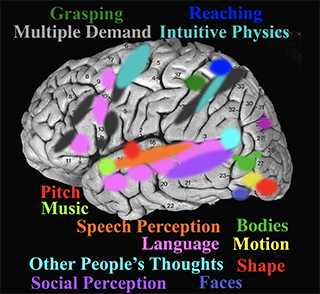 Grasping Reaching
Multiple Demand Intuitive Physics
Pitch
Music
Speech Perception Bodies
Language Motion
Other People's Thoughts Shape
Social Perception Faces